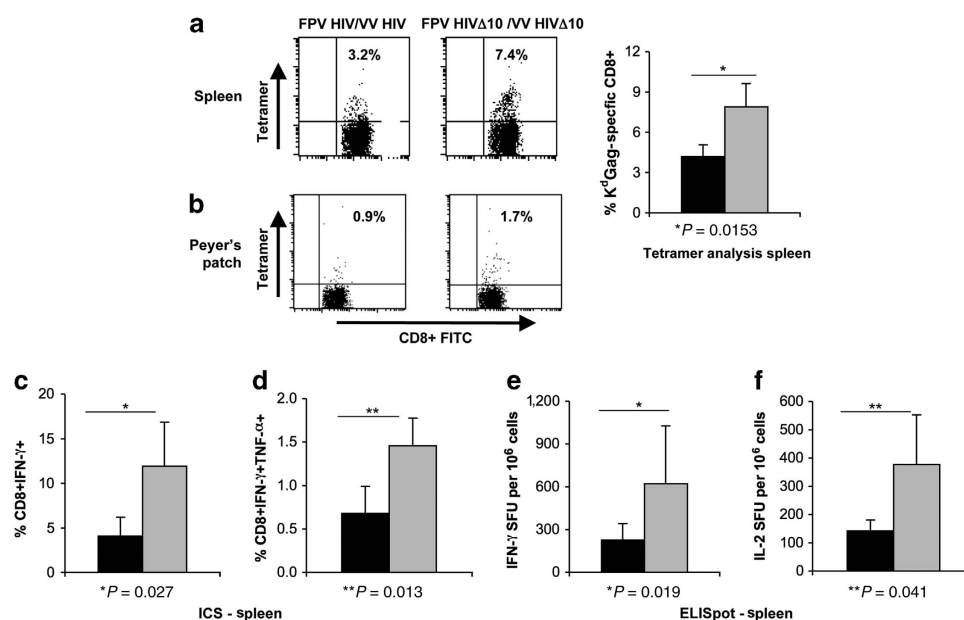 a
FPV HIV/VV HIV
FPV HIVΔ10 /VV HIVΔ10
3.2%
7.4%
Spleen
Tetramer
b
0.9%
1.7%
Peyer's
patch
Tetramer
CD8+ FITC
% KᵈGag-specfic CD8+
12
9
6
3
0
*
*P = 0.0153
Tetramer analysis spleen
c
% CD8+IFN-γ+
20
15
10
5
0
*
*P = 0.027
d
% CD8+IFN-γ+TNF-α+
2.0
1.5
1.0
0.5
0.0
**
**P = 0.013
ICS - spleen
e
IFN-γ SFU per 10⁶ cells
1,200
900
600
300
0
*
*P = 0.019
f
IL-2 SFU per 10⁶ cells
600
500
400
300
200
100
0
**
**P = 0.041
ELISpot - spleen